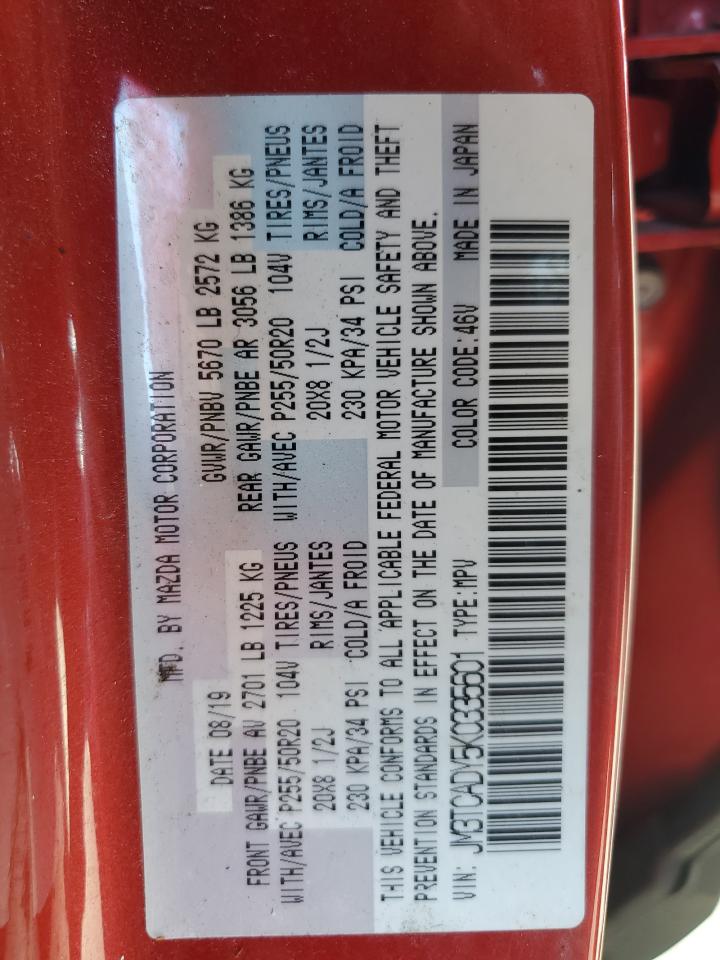 MFD. BY MAZDA MOTOR CORPORATION
DATE 08/19 GVWR/PNBV 5670 LB 2572 KG
FRONT GAWR/PNBE AV 2701 LB 1225 KG REAR GAWR/PNBE AR 3056 LB 1386 KG
WITH/AVEC P255/50R20 104V TIRES/PNEUS WITH/AVEC P255/50R20 104V TIRES/PNEUS
20X8 1/2J RIMS/JANTES 20X8 1/2J RIMS/JANTES
230 KPA/34 PSI COLD/A FROID 230 KPA/34 PSI COLD/A FROID
THIS VEHICLE CONFORMS TO ALL APPLICABLE FEDERAL MOTOR VEHICLE SAFETY AND THEFT
PREVENTION STANDARDS IN EFFECT ON THE DATE OF MANUFACTURE SHOWN ABOVE.
VIN: JM3TCADY5K0335601 TYPE:MPV COLOR CODE:46V MADE IN JAPAN